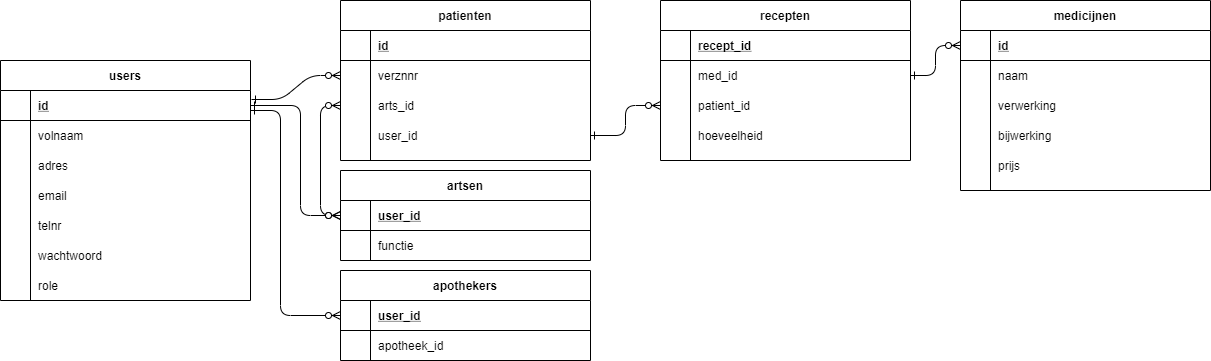 users
id
volnaam
adres
email
telnr
wachtwoord
role
patienten
id
verznnr
arts_id
user_id
artsen
user_id
functie
apothekers
user_id
apotheek_id
recepten
recept_id
med_id
patient_id
hoeveelheid
medicijnen
id
naam
verwerking
bijwerking
prijs